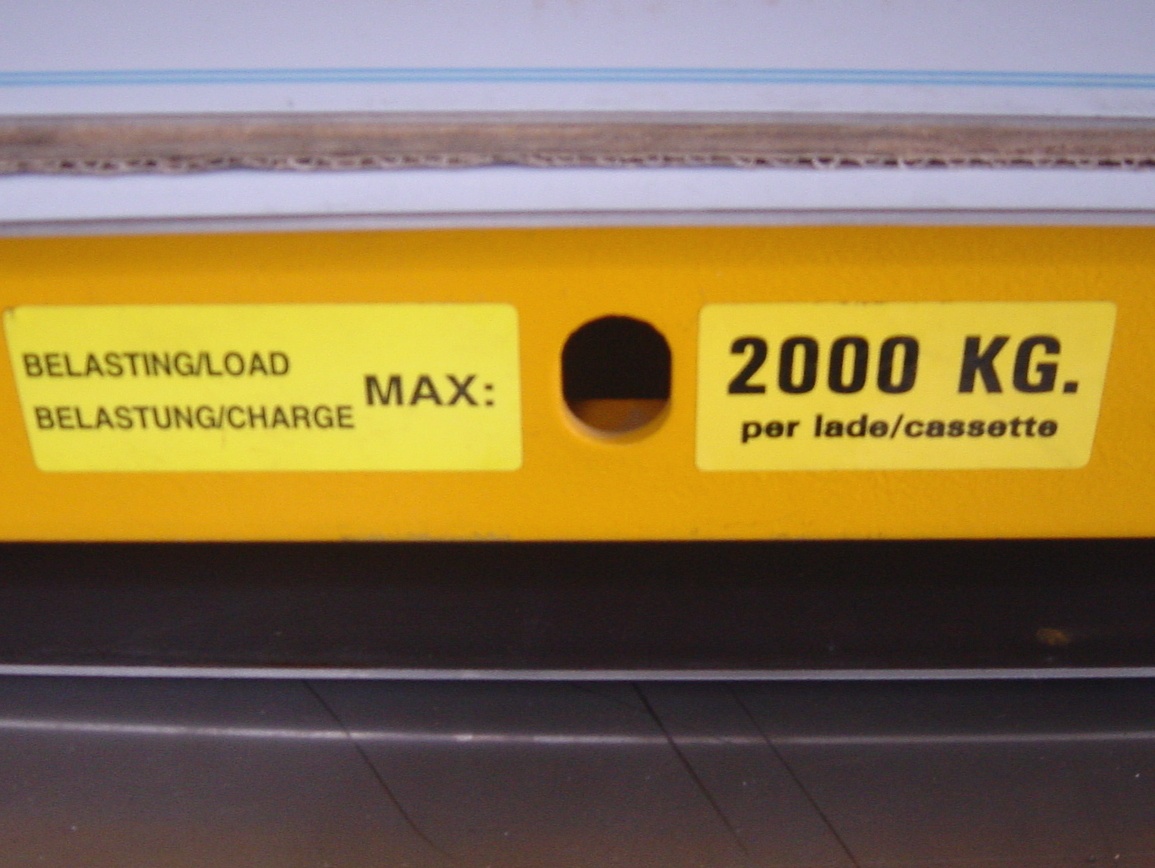 BELASTING/LOAD
BELASTUNG/CHARGE
MAX:
2000 KG.
per lade/cassette